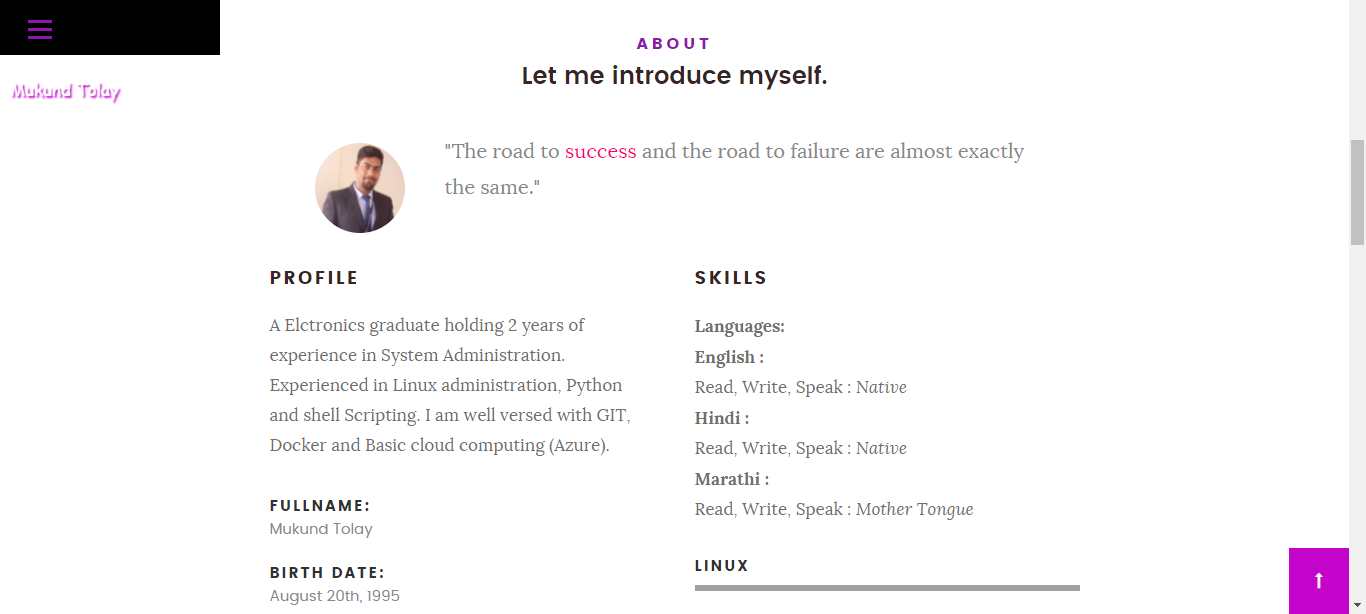 Mukund Tolay
ABOUT
Let me introduce myself.
"The road to success and the road to failure are almost exactly
the same."
PROFILE
A Elctronics graduate holding 2 years of
experience in System Administration.
Experienced in Linux administration, Python
and shell Scripting. I am well versed with GIT,
Docker and Basic cloud computing (Azure).
FULLNAME:
Mukund Tolay
BIRTH DATE:
August 20th, 1995
SKILLS
Languages:
English :
Read, Write, Speak : Native
Hindi :
Read, Write, Speak : Native
Marathi :
Read, Write, Speak : Mother Tongue
LINUX